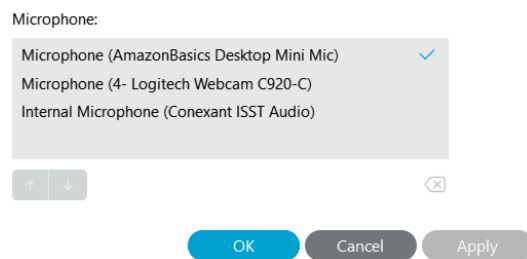 Microphone:
Microphone (AmazonBasics Desktop Mini Mic)
Microphone (4- Logitech Webcam C920-C)
Internal Microphone (Conexant ISST Audio)
OK Cancel Apply